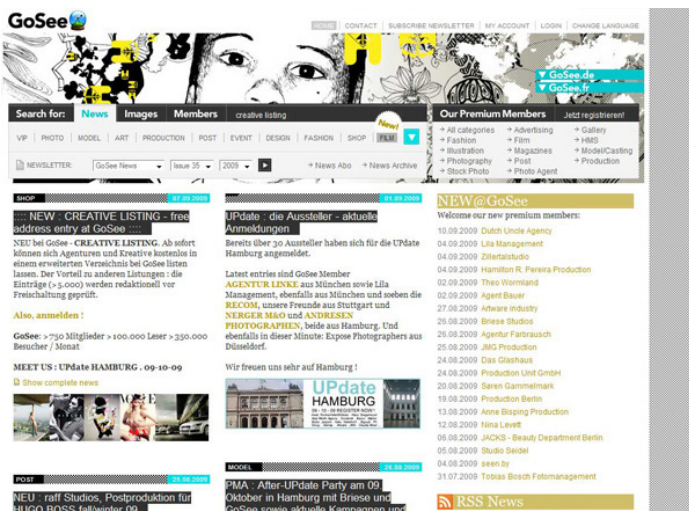 GoSee
HOME | CONTACT | SUBSCRIBE NEWSLETTER | MY ACCOUNT | LOGIN | CHANGE LANGUAGE
GoSee.de
GoSee.fr
Search for: News Images Members creative listing
New!
VIP | PHOTO | MODEL | ART | PRODUCTION | POST | EVENT | DESIGN | FASHION | SHOP | FILM
NEWSLETTER: GoSee News Issue 35 2009 → News Abo → News Archive
Our Premium Members Jetzt registrieren!
→ All categories → Advertising → Gallery
→ Fashion → Film → HMS
→ Illustration → Magazines → Model/Casting
→ Photography → Post → Production
→ Stock Photo → Photo Agent
SHOP 07.09.2009
:::: NEW : CREATIVE LISTING - free
address entry at GoSee ::::
NEU bei GoSee - CREATIVE LISTING. Ab sofort
können sich Agenturen und Kreative kostenlos in
einem erweiterten Verzeichnis bei GoSee listen
lassen. Der Vorteil zu anderen Listungen : die
Einträge (>5.000) werden redaktionell vor
Freischaltung geprüft.
Also, anmelden !
GoSee: >750 Mitglieder >100.000 Leser >350.000
Besucher / Monat
MEET US : UPdate HAMBURG . 09-10-09
Show complete news
01.09.2009
UPdate : die Aussteller - aktuelle
Anmeldungen
Bereits über 30 Aussteller haben sich für die UPdate
Hamburg angemeldet.
Latest entries sind GoSee Member
AGENTUR LINKE aus München sowie Lila
Management, ebenfalls aus München und soeben die
RECOM, unsere Freunde aus Stuttgart und
NERGER M&O und ANDRESEN
PHOTOGRAPHEN, beide aus Hamburg. Und
ebenfalls in dieser Minute: Expose Photographers aus
Düsseldorf.
Wir freuen uns sehr auf Hamburg !
UPdate
HAMBURG
09 - 10 - 09 REGISTER NOW!
NEW@GoSee
Welcome our new premium members:
10.09.2009 Dutch Uncle Agency
04.09.2009 Lila Management
04.09.2009 Zillertalstudio
04.09.2009 Hamilton R. Pereira Production
02.09.2009 Theo Wormland
02.09.2009 Agent Bauer
27.08.2009 Artware industry
26.08.2009 Briese Studios
26.08.2009 Agentur Farbrausch
25.08.2009 JMG Production
24.08.2009 Das Glashaus
24.08.2009 Production Unit GmbH
20.08.2009 Søren Gammelmark
19.08.2009 Production Berlin
13.08.2009 Anne Bisping Production
12.08.2009 Nina Levett
06.08.2009 JACKS - Beauty Department Berlin
05.08.2009 Studio Seidel
04.08.2009 seen.by
31.07.2009 Tobias Bosch Fotomanagement
POST 25.08.2009
NEU : raff Studios, Postproduktion für
HUGO BOSS fall/winter 09
MODEL 26.08.2009
PMA : After-UPdate Party am 09.
Oktober in Hamburg mit Briese und
GoSee sowie aktuelle Kampagnen und
RSS News